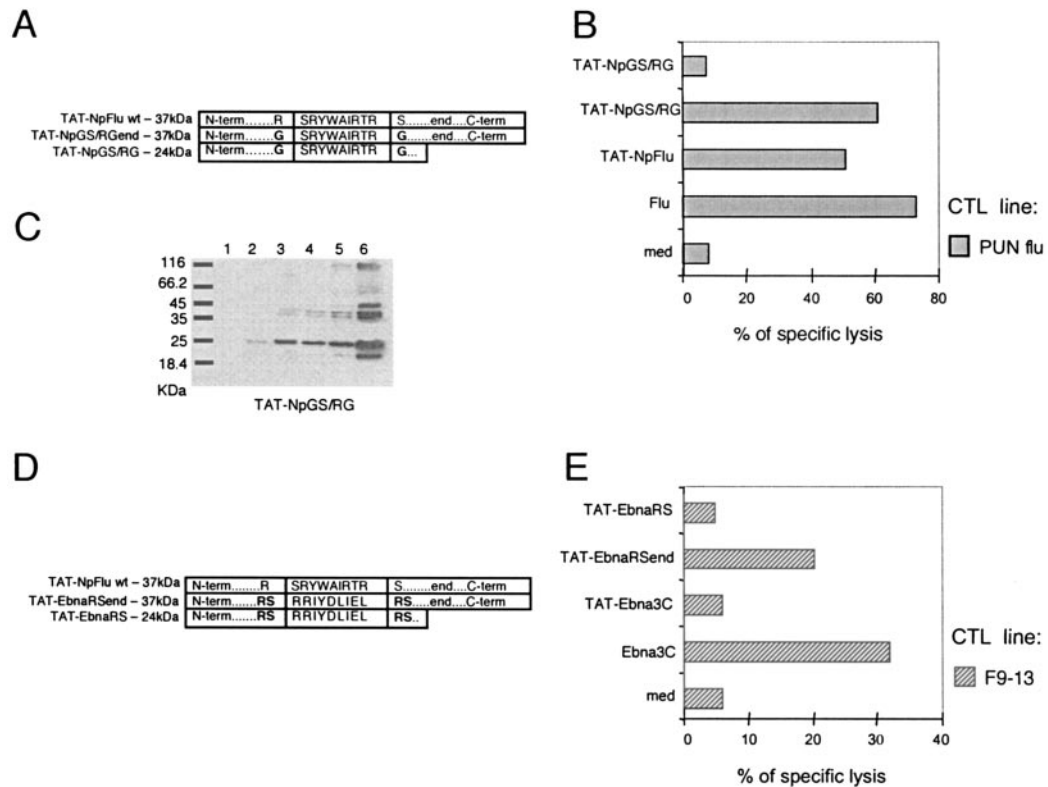 A
TAT-NpFlu wt – 37kDa N-term.......R SRYWAIRTR S......end....C-term
TAT-NpGS/RGend – 37kDa N-term.......G SRYWAIRTR G.....end....C-term
TAT-NpGS/RG – 24kDa N-term.......G SRYWAIRTR G...
B
TAT-NpGS/RG
TAT-NpGS/RG
TAT-NpFlu
Flu
med
0 20 40 60 80
% of specific lysis
CTL line:
PUN flu
C
1 2 3 4 5 6
116
66.2
45
35
25
18.4
KDa
TAT-NpGS/RG
D
TAT-NpFlu wt – 37kDa N-term........R SRYWAIRTR S......end....C-term
TAT-EbnaRSend – 37kDa N-term.......RS RRIYDLIEL RS....end....C-term
TAT-EbnaRS – 24kDa N-term.......RS RRIYDLIEL RS..
E
TAT-EbnaRS
TAT-EbnaRSend
TAT-Ebna3C
Ebna3C
med
0 10 20 30 40
% of specific lysis
CTL line:
F9-13